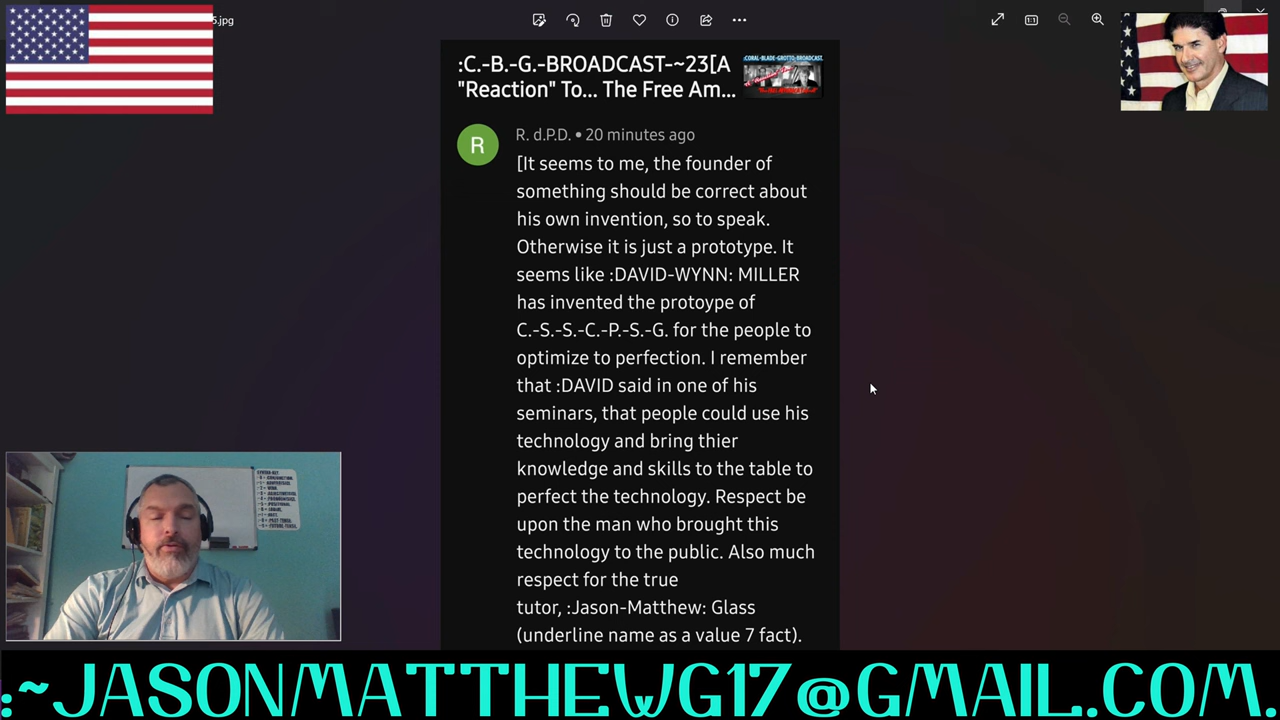 5.jpg
:C.-B.-G.-BROADCAST-~23[A
"Reaction" To... The Free Am...
:CORAL-BLADE-GROTTO-BROADCAST.
R
R. d.P.D. • 20 minutes ago
[It seems to me, the founder of
something should be correct about
his own invention, so to speak.
Otherwise it is just a prototype. It
seems like :DAVID-WYNN: MILLER
has invented the protoype of
C.-S.-S.-C.-P.-S.-G. for the people to
optimize to perfection. I remember
that :DAVID said in one of his
seminars, that people could use his
technology and bring thier
knowledge and skills to the table to
perfect the technology. Respect be
upon the man who brought this
technology to the public. Also much
respect for the true
tutor, :Jason-Matthew: Glass
(underline name as a value 7 fact).
:~JASONMATTHEWG17@GMAIL.COM.